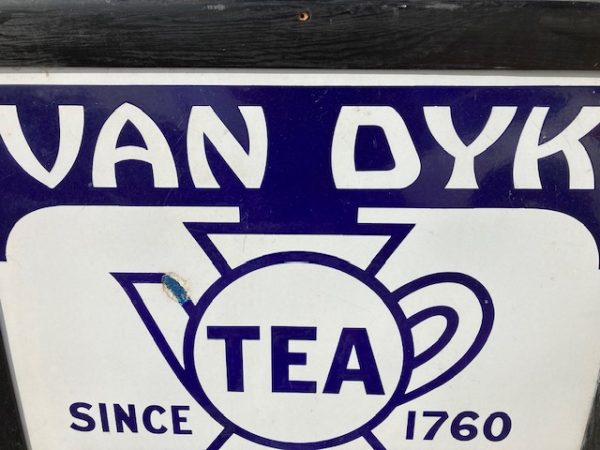 VAN DYK
TEA
SINCE 1760